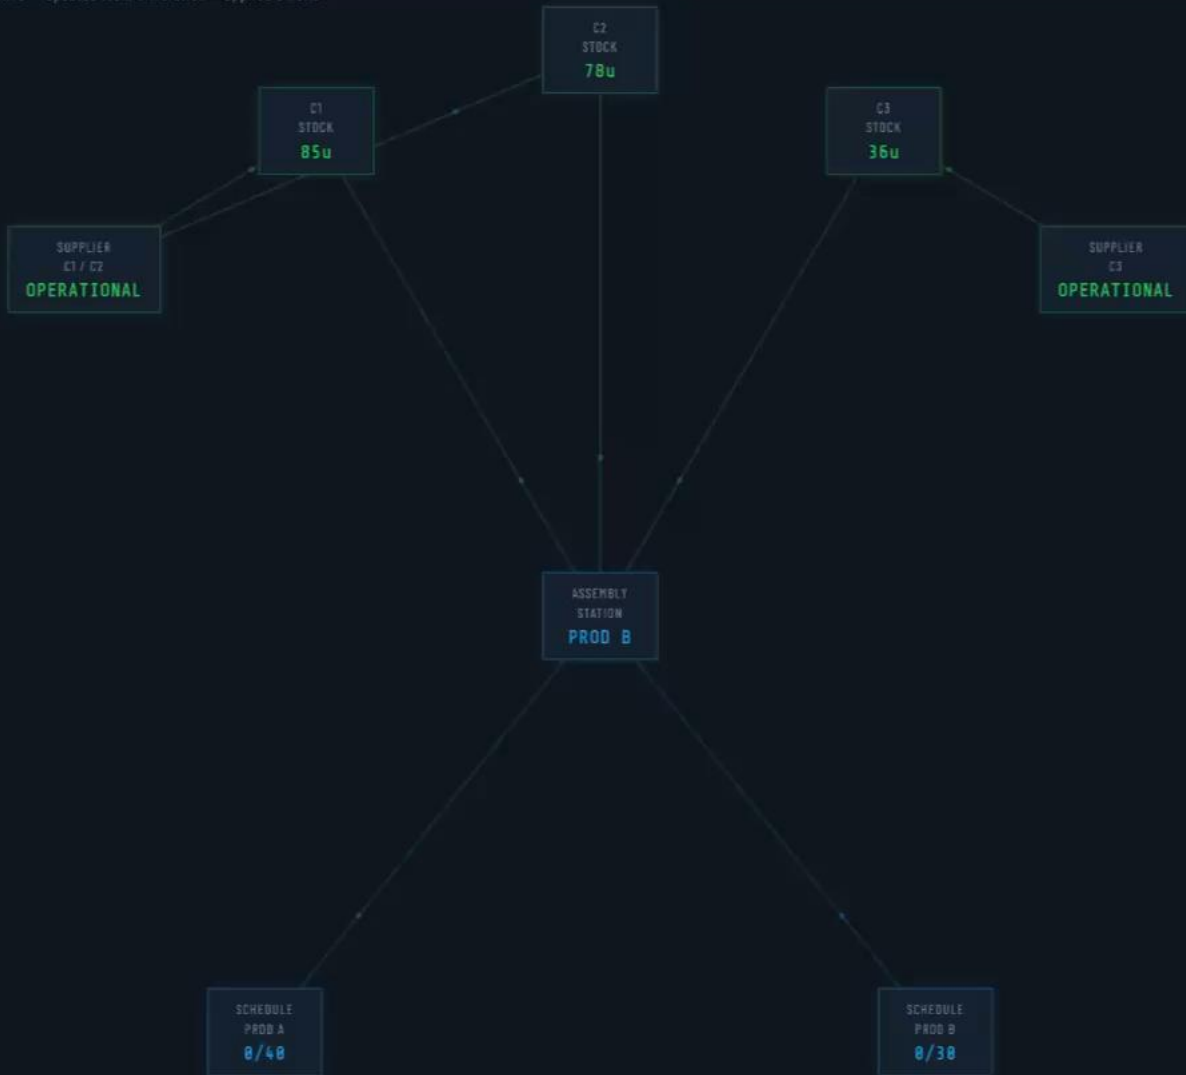 C2
STOCK
78u
C1
STOCK
85u
C3
STOCK
36u
SUPPLIER
C1 / C2
OPERATIONAL
SUPPLIER
C3
OPERATIONAL
ASSEMBLY
STATION
PROD B
SCHEDULE
PROD A
0/40
SCHEDULE
PROD B
0/30